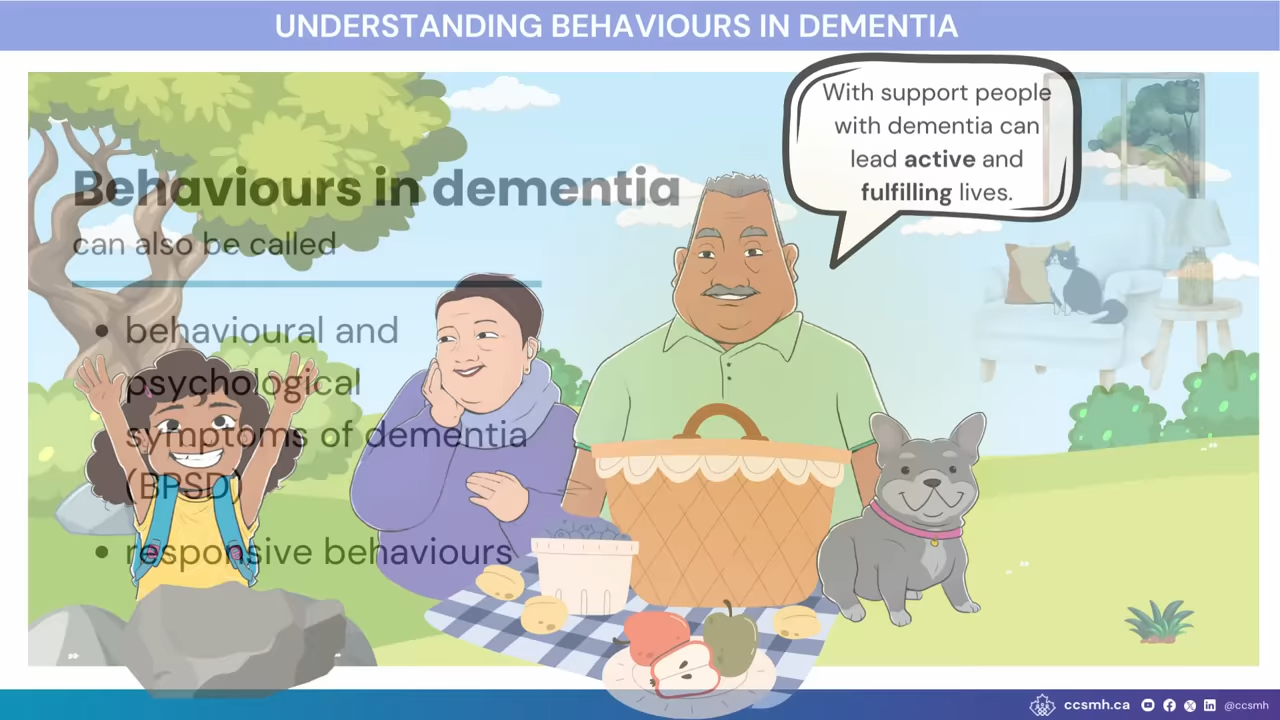 UNDERSTANDING BEHAVIOURS IN DEMENTIA
With support people
with dementia can
lead active and
fulfilling lives.
Behaviours in dementia
can also be called
• behavioural and
psychological
symptoms of dementia
(BPSD)
• responsive behaviours
ccsmh.ca
@ccsmh